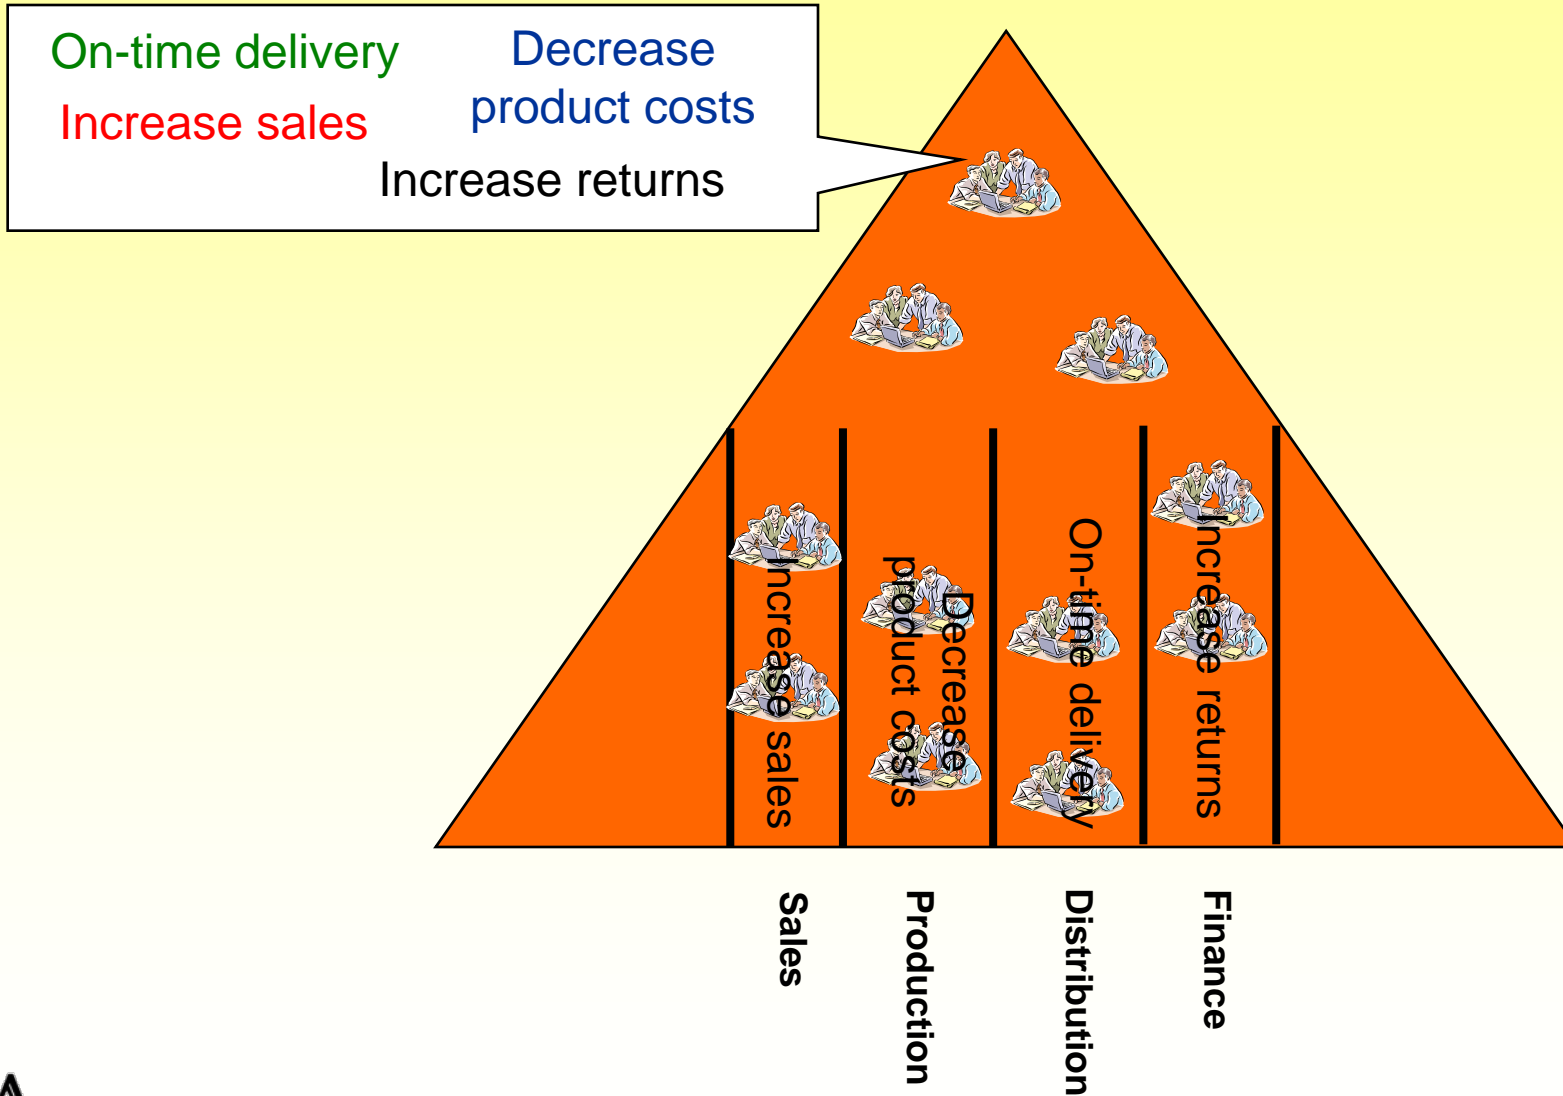 On-time delivery
Decrease
product costs
Increase sales
Increase returns
Increase sales
Decrease
product costs
On-time delivery
Increase returns
Sales
Production
Distribution
Finance